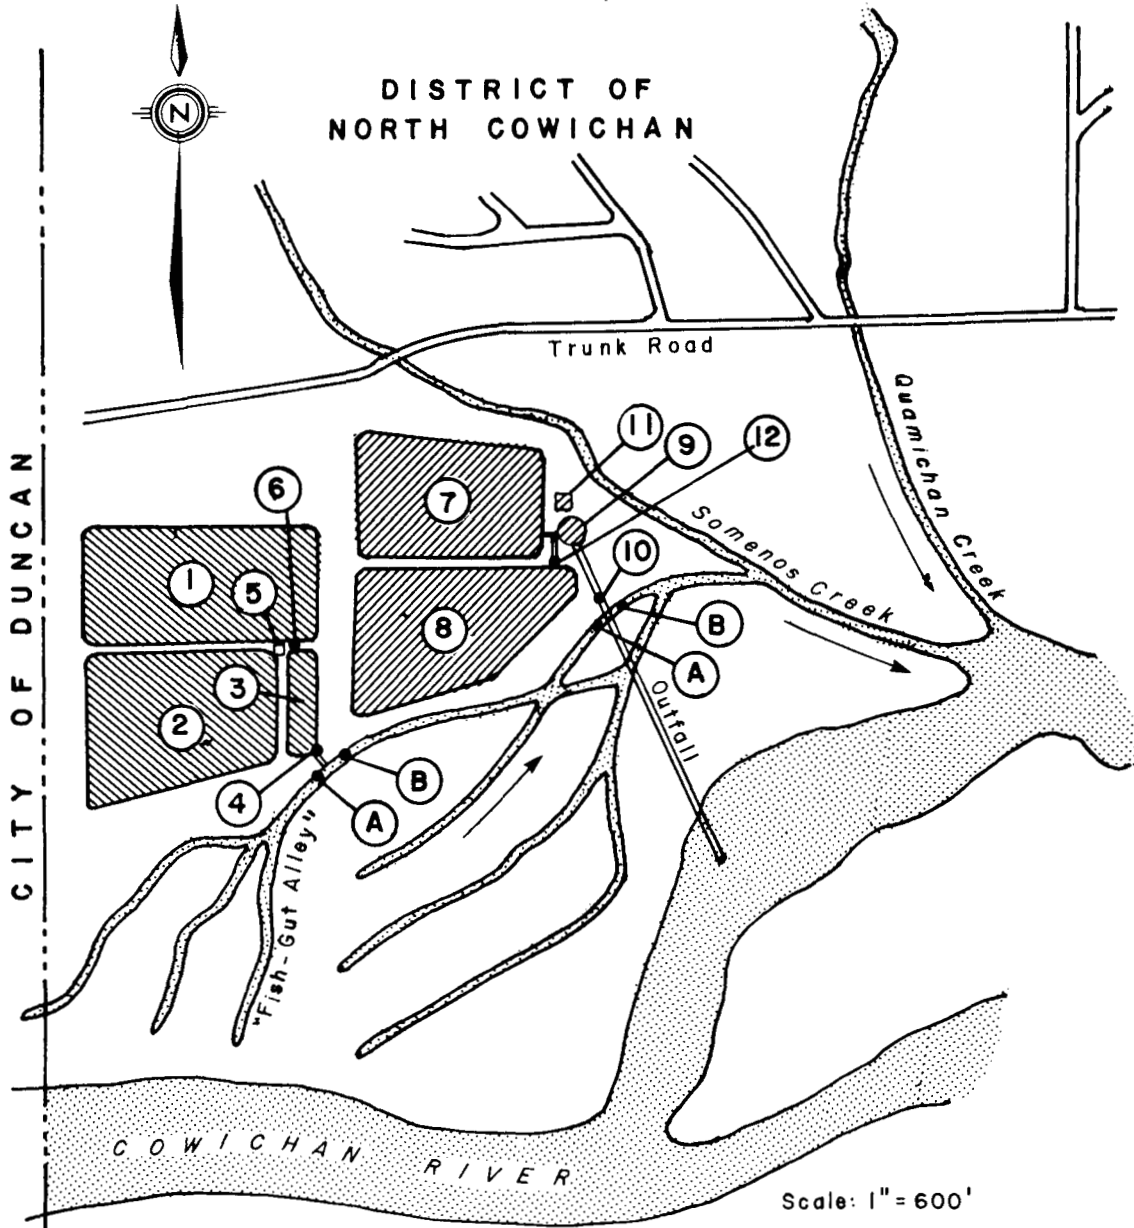 DISTRICT OF
NORTH COWICHAN
N
Trunk Road
Quamichan Creek
CITY OF DUNCAN
11
9
12
7
6
Somenos Creek
10
1
5
8
B
A
3
2
Outfall
B
4
A
"Fish-Gut Alley"
COWICHAN RIVER
Scale: 1" = 600'